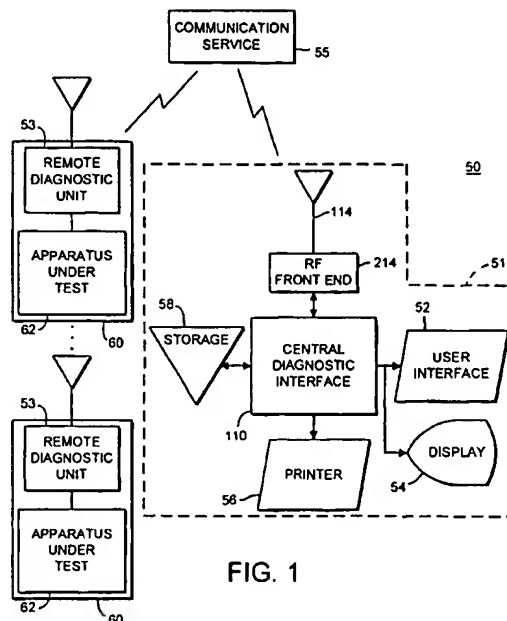 COMMUNICATION
SERVICE
55
53
REMOTE
DIAGNOSTIC
UNIT
APPARATUS
UNDER
TEST
62
60
53
REMOTE
DIAGNOSTIC
UNIT
APPARATUS
UNDER
TEST
62
60
50
114
51
RF
FRONT END
214
58
STORAGE
CENTRAL
DIAGNOSTIC
INTERFACE
110
52
USER
INTERFACE
PRINTER
56
DISPLAY
54
FIG. 1